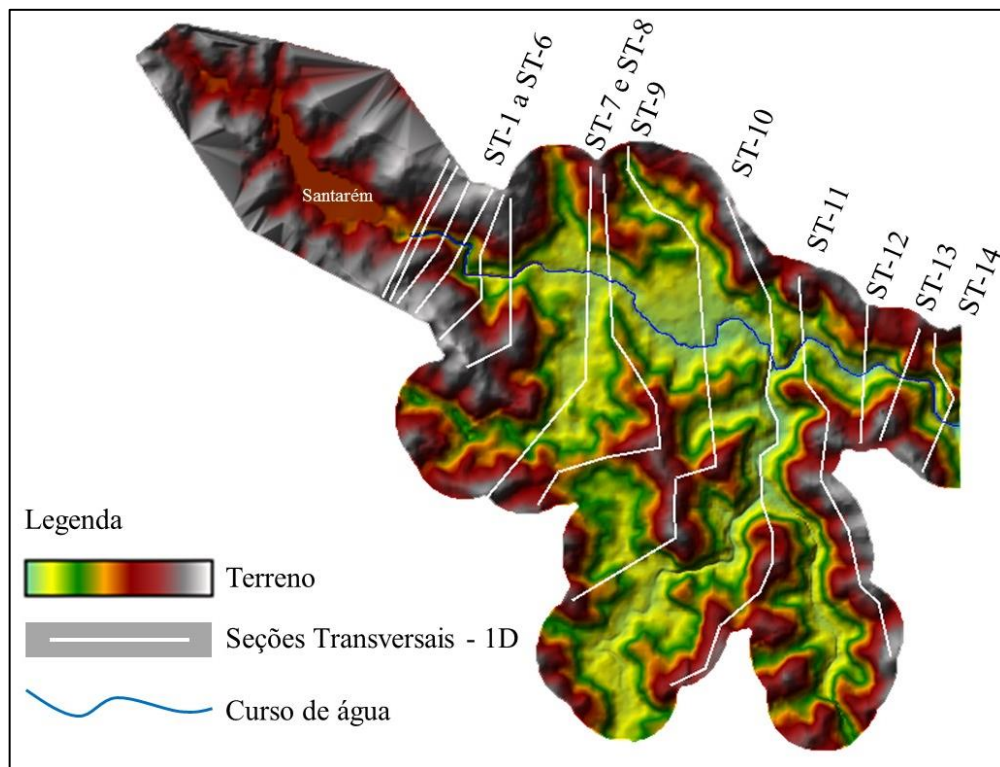 ST-1 a ST-6
ST-7 e ST-8
ST-9
ST-10
ST-11
ST-12
ST-13
ST-14
Santarém
Legenda
Terreno
Seções Transversais - 1D
Curso de água